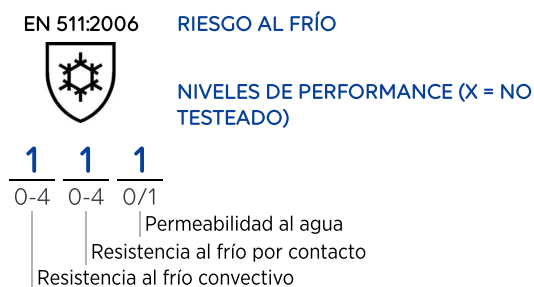 EN 511:2006 RIESGO AL FRÍO
NIVELES DE PERFORMANCE (X = NO
TESTEADO)
1 1 1
0-4 0-4 0/1
Permeabilidad al agua
Resistencia al frío por contacto
Resistencia al frío convectivo